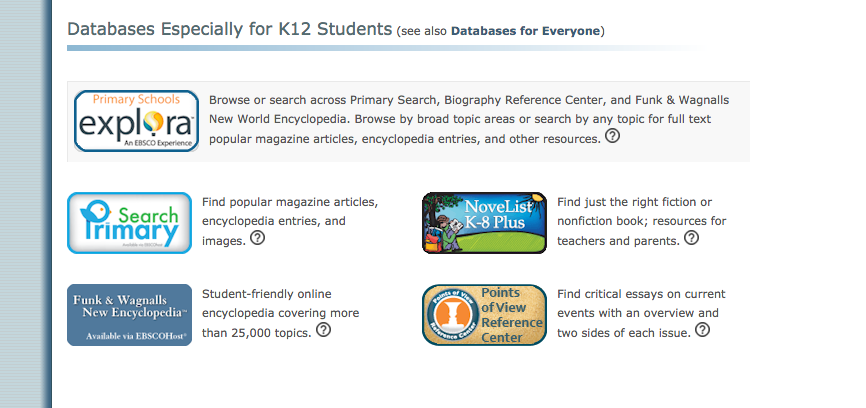 Databases Especially for K12 Students (see also Databases for Everyone)
Primary Schools
explora
An EBSCO Experience
Browse or search across Primary Search, Biography Reference Center, and Funk & Wagnalls
New World Encyclopedia. Browse by broad topic areas or search by any topic for full text
popular magazine articles, encyclopedia entries, and other resources. ?
Search
Primary
Available via EBSCOHost
Find popular magazine articles,
encyclopedia entries, and
images. ?
NoveList
K-8 Plus
Find just the right fiction or
nonfiction book; resources for
teachers and parents. ?
Funk & Wagnalls
New Encyclopedia™
Available via EBSCOHost®
Student-friendly online
encyclopedia covering more
than 25,000 topics. ?
Points of View
Reference Center
Points
of View
Reference
Center
Find critical essays on current
events with an overview and
two sides of each issue. ?